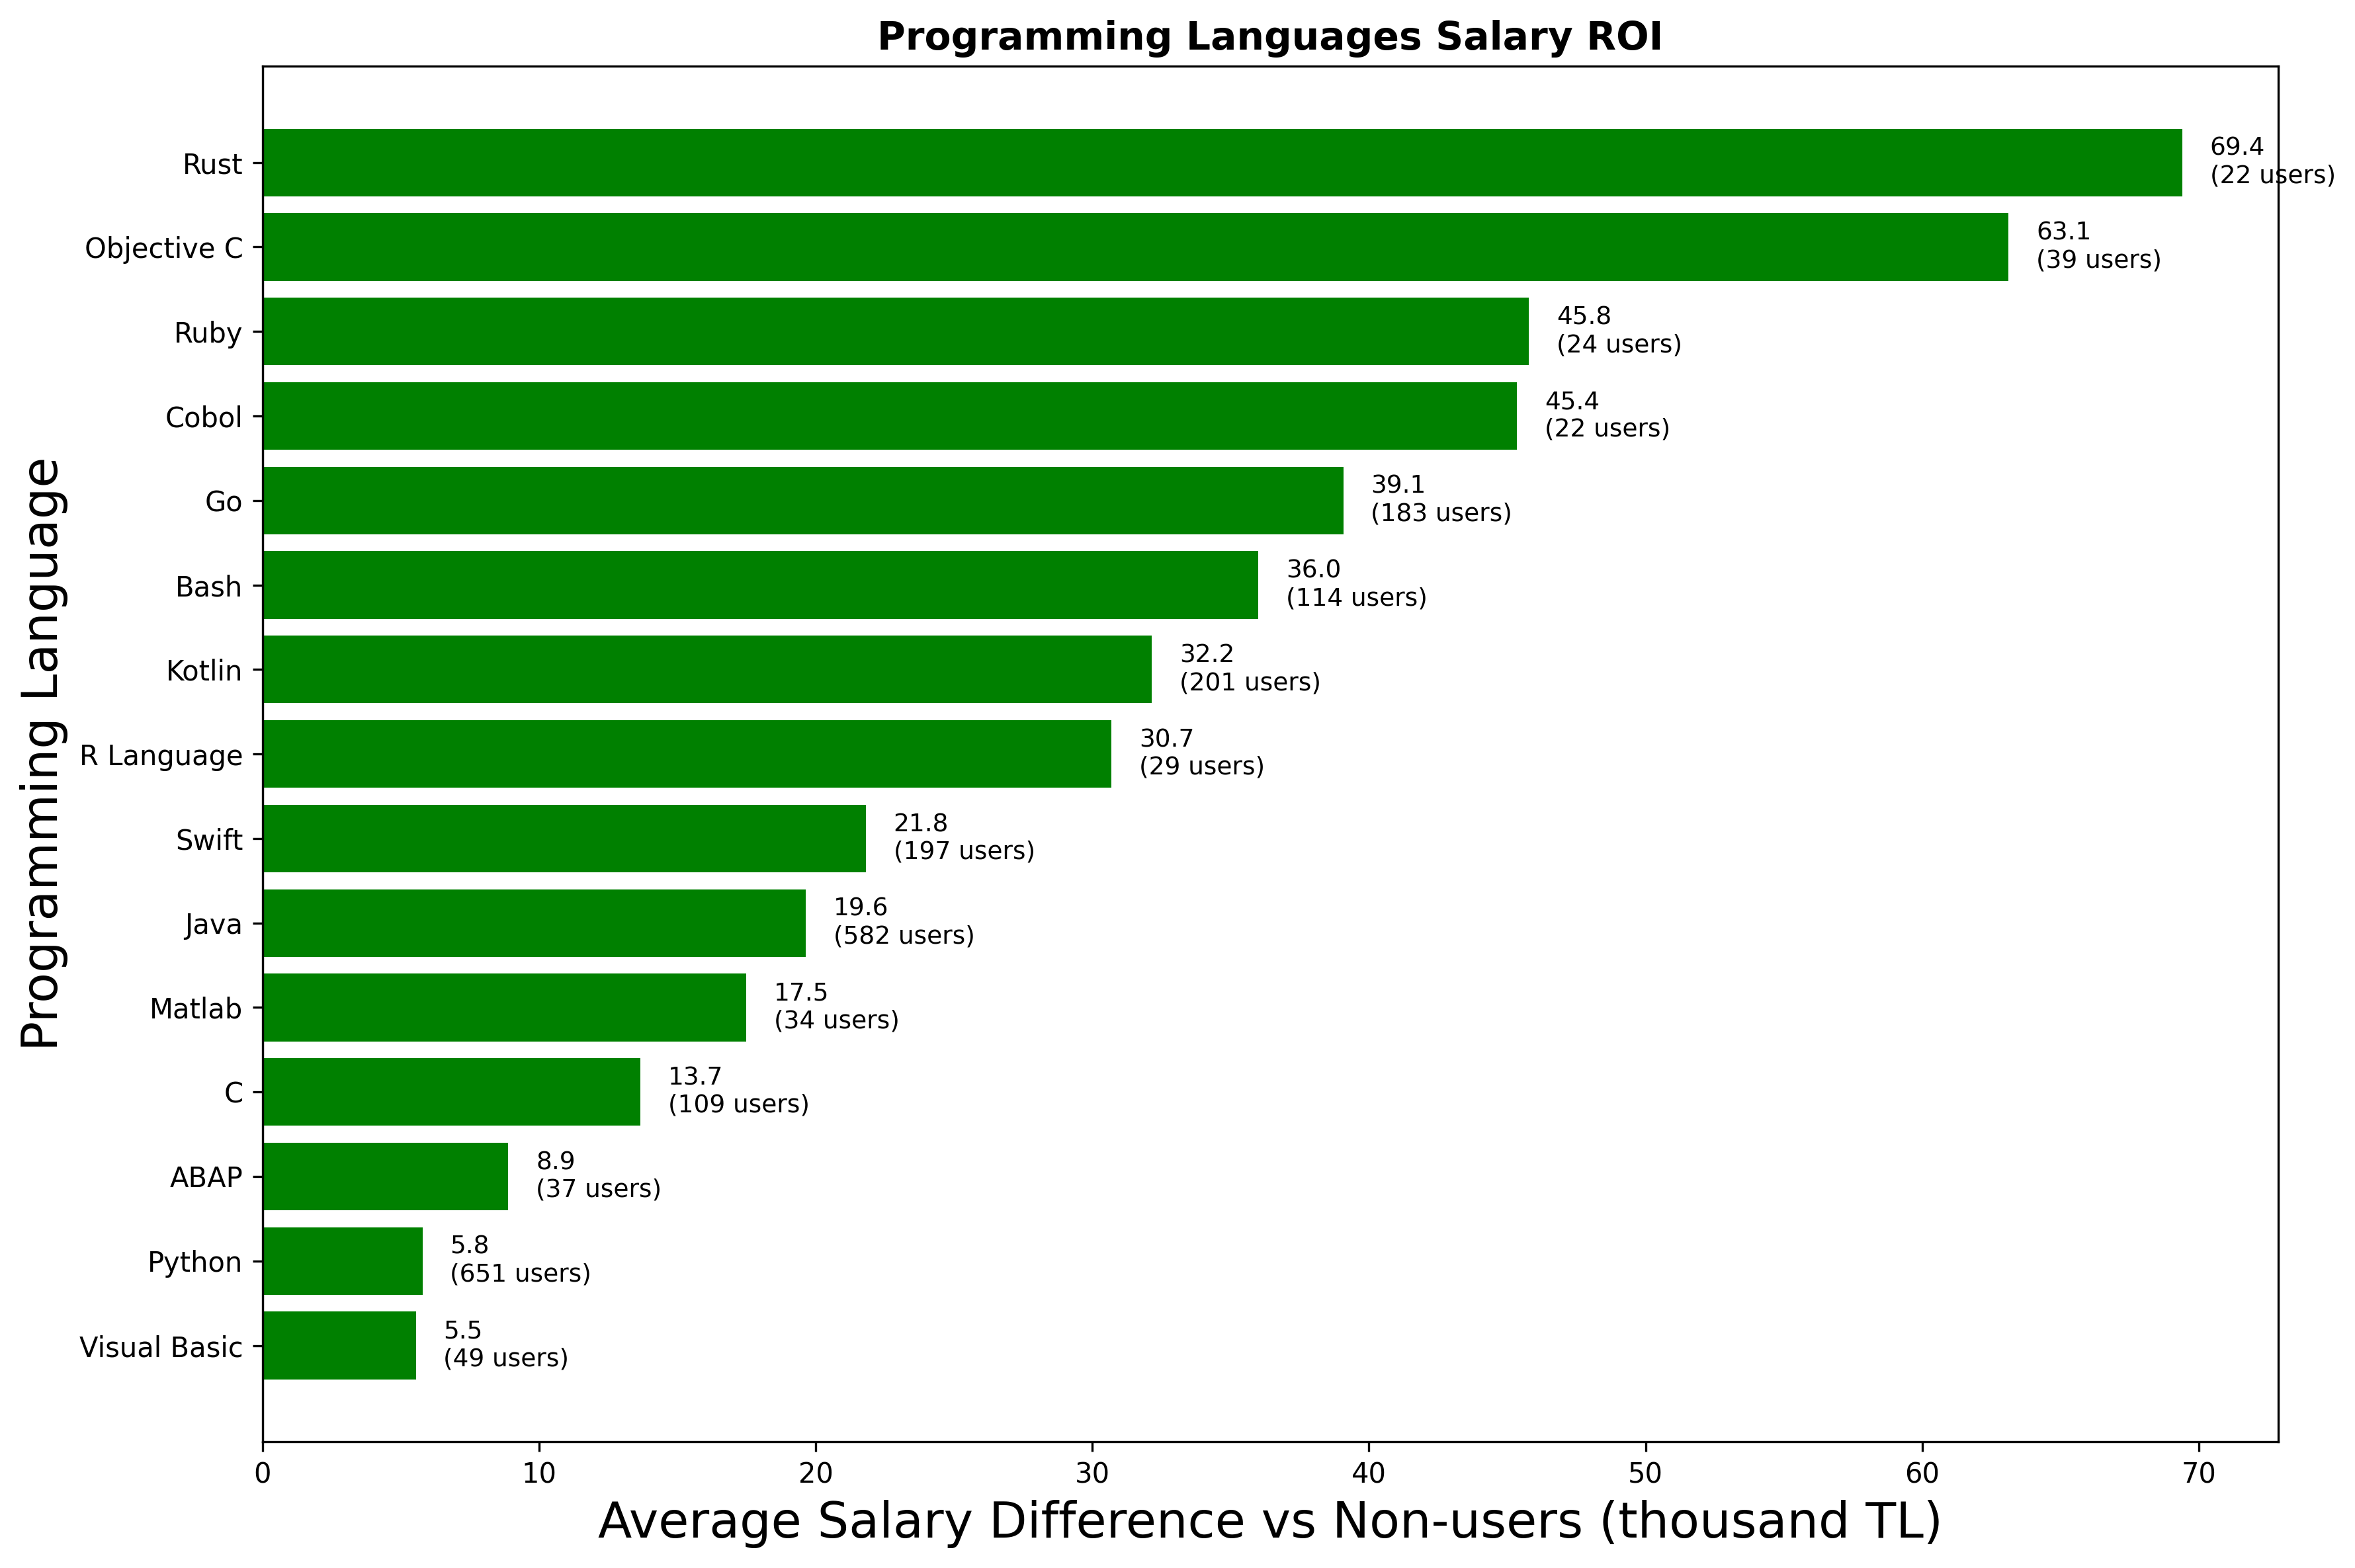 Programming Languages Salary ROI
Programming Language
Rust
69.4
(22 users)
Objective C
63.1
(39 users)
Ruby
45.8
(24 users)
Cobol
45.4
(22 users)
Go
39.1
(183 users)
Bash
36.0
(114 users)
Kotlin
32.2
(201 users)
R Language
30.7
(29 users)
Swift
21.8
(197 users)
Java
19.6
(582 users)
Matlab
17.5
(34 users)
C
13.7
(109 users)
ABAP
8.9
(37 users)
Python
5.8
(651 users)
Visual Basic
5.5
(49 users)
0 10 20 30 40 50 60 70
Average Salary Difference vs Non-users (thousand TL)